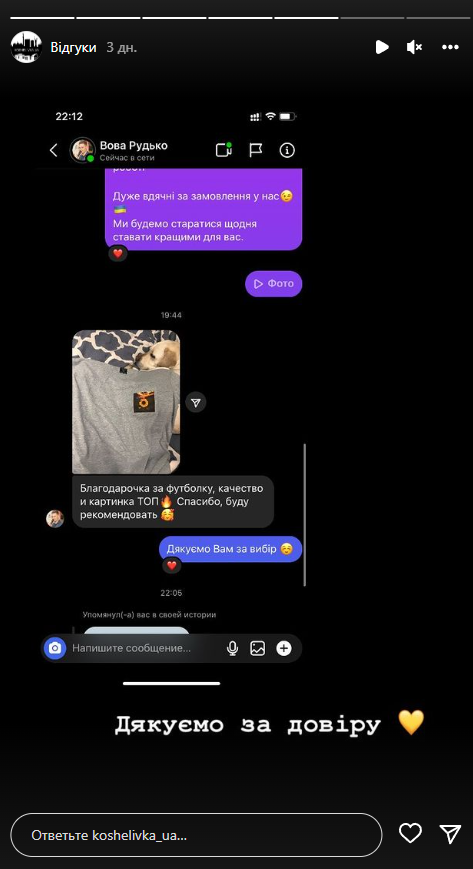 Відгуки 3 дн.
22:12
Вова Рудько
Сейчас в сети
Дуже вдячні за замовлення у нас😉
🇺🇦
Ми будемо старатися щодня
ставати кращими для вас.
Фото
19:44
Благодарочка за футболку, качество
и картинка ТОП🔥 Спасибо, буду
рекомендовать 🥰
Дякуємо Вам за вибір ☺️
22:05
Упомянул(-а) вас в своей истории
Напишите сообщение...
Дякуємо за довіру 💛
Ответьте koshelivka_ua...